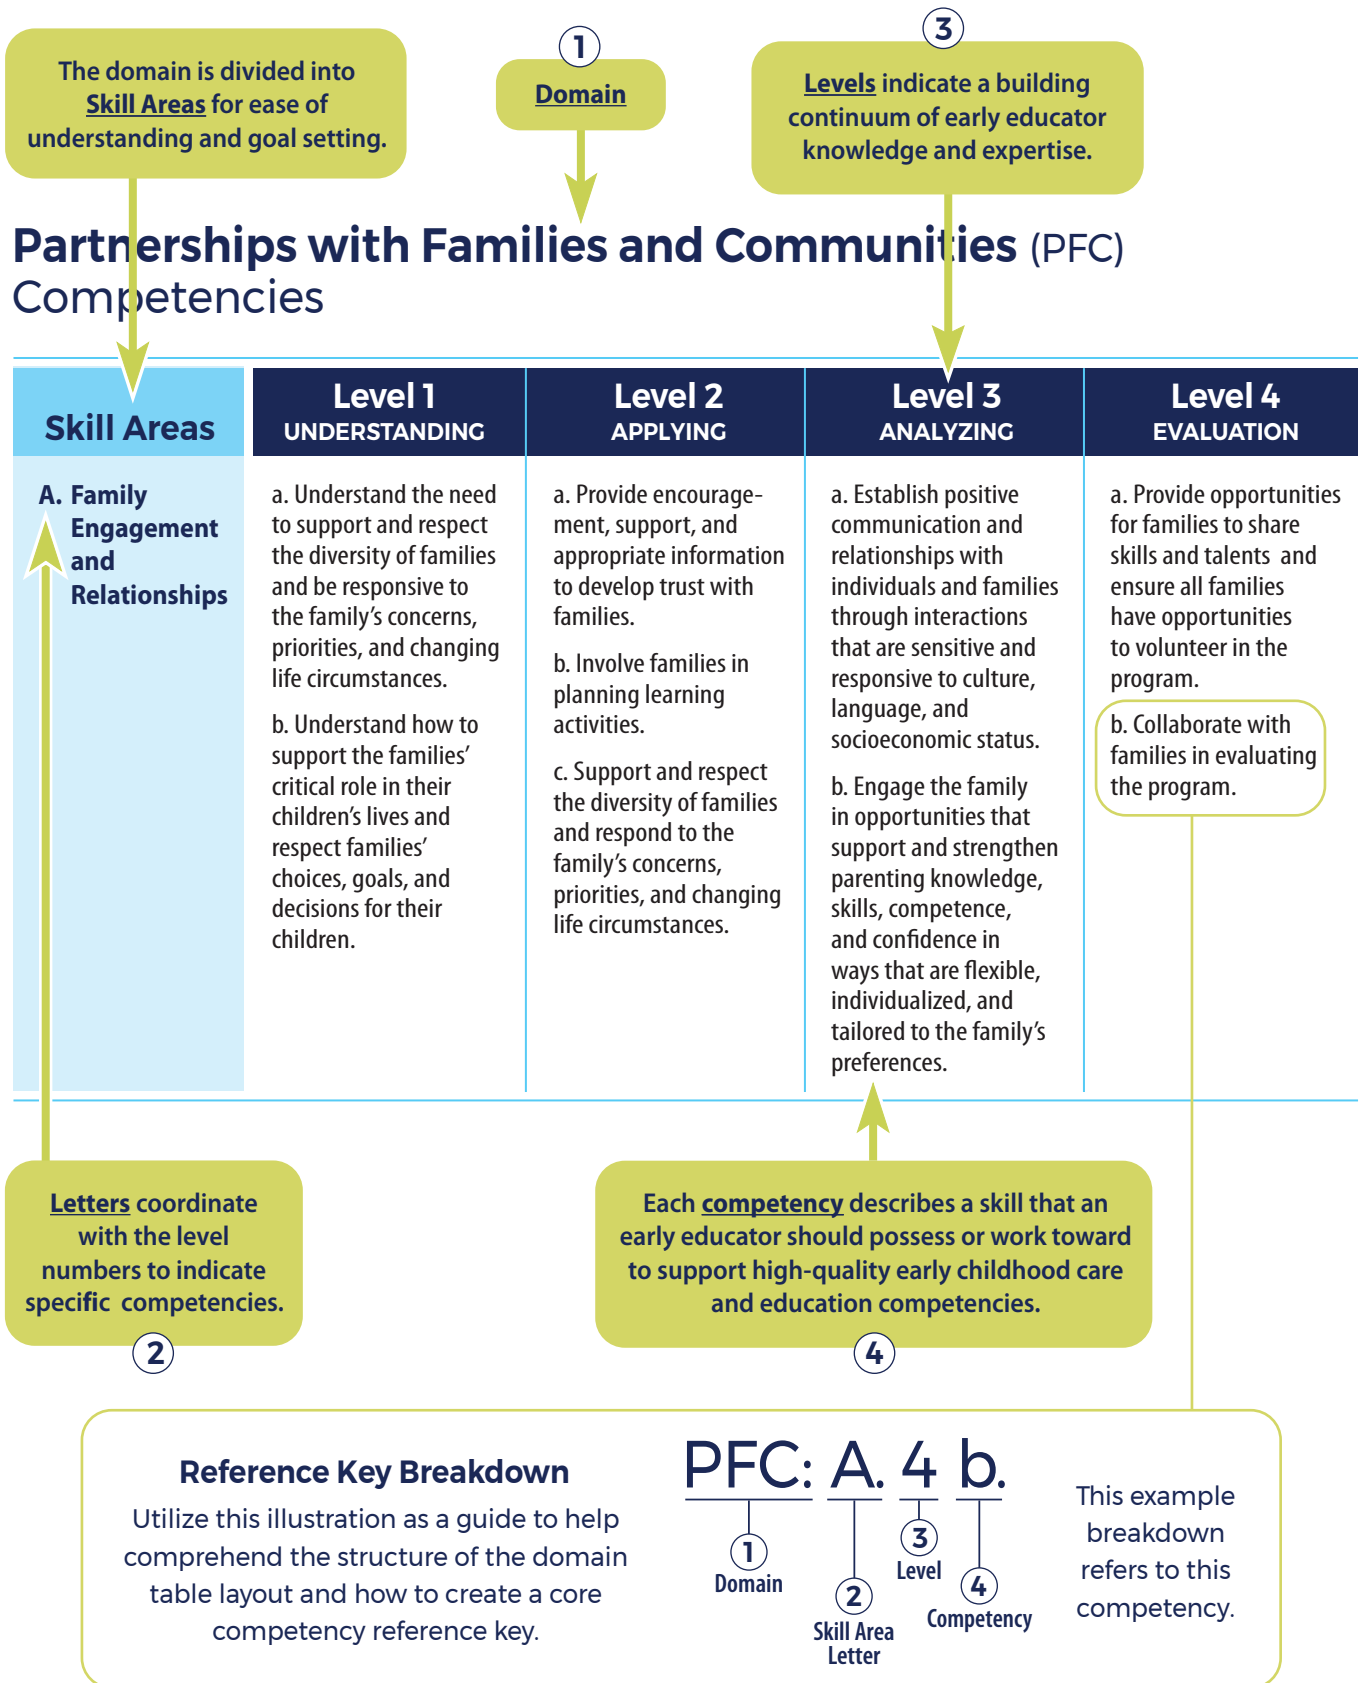 The domain is divided into
Skill Areas for ease of
understanding and goal setting.
1
Domain
3
Levels indicate a building
continuum of early educator
knowledge and expertise.
Partnerships with Families and Communities (PFC)
Competencies
Skill Areas
Level 1
UNDERSTANDING
Level 2
APPLYING
Level 3
ANALYZING
Level 4
EVALUATION
A. Family
Engagement
and
Relationships
a. Understand the need
to support and respect
the diversity of families
and be responsive to
the family’s concerns,
priorities, and changing
life circumstances.
b. Understand how to
support the families’
critical role in their
children’s lives and
respect families’
choices, goals, and
decisions for their
children.
a. Provide encourage-
ment, support, and
appropriate information
to develop trust with
families.
b. Involve families in
planning learning
activities.
c. Support and respect
the diversity of families
and respond to the
family’s concerns,
priorities, and changing
life circumstances.
a. Establish positive
communication and
relationships with
individuals and families
through interactions
that are sensitive and
responsive to culture,
language, and
socioeconomic status.
b. Engage the family
in opportunities that
support and strengthen
parenting knowledge,
skills, competence,
and confidence in
ways that are flexible,
individualized, and
tailored to the family’s
preferences.
a. Provide opportunities
for families to share
skills and talents and
ensure all families
have opportunities
to volunteer in the
program.
b. Collaborate with
families in evaluating
the program.
Letters coordinate
with the level
numbers to indicate
specific competencies.
2
Each competency describes a skill that an
early educator should possess or work toward
to support high-quality early childhood care
and education competencies.
4
Reference Key Breakdown
Utilize this illustration as a guide to help
comprehend the structure of the domain
table layout and how to create a core
competency reference key.
PFC: A. 4 b.
1
Domain
2
Skill Area
Letter
3
Level
4
Competency
This example
breakdown
refers to this
competency.